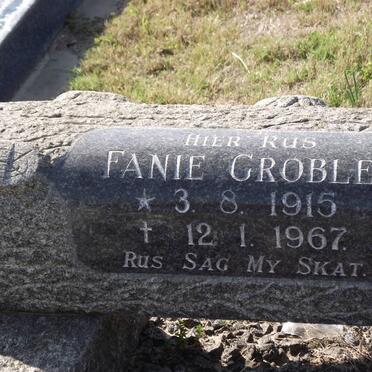 HIER RUS
FANIE GROBLE
* 3. 8. 1915
† 12. 1. 1967.
RUS SAG MY SKAT.